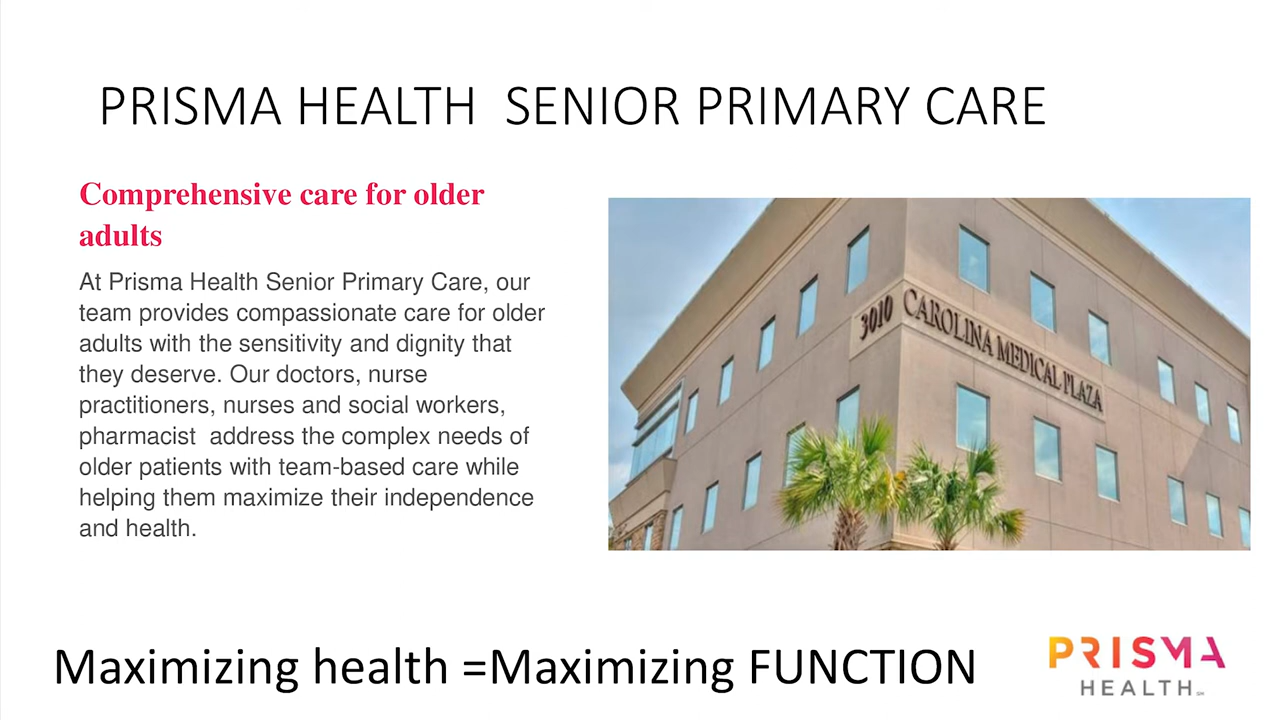 PRISMA HEALTH  SENIOR PRIMARY CARE
Comprehensive care for older
adults
At Prisma Health Senior Primary Care, our
team provides compassionate care for older
adults with the sensitivity and dignity that
they deserve. Our doctors, nurse
practitioners, nurses and social workers,
pharmacist  address the complex needs of
older patients with team-based care while
helping them maximize their independence
and health.
3010 CAROLINA MEDICAL PLAZA
Maximizing health =Maximizing FUNCTION
PRISMA
HEALTH